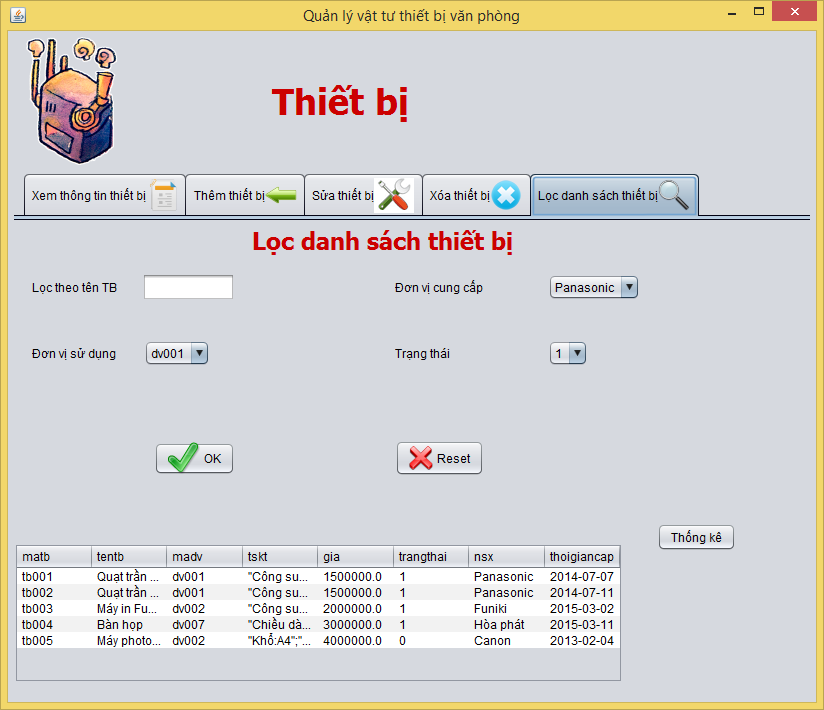 Quản lý vật tư thiết bị văn phòng
Thiết bị
Xem thông tin thiết bị Thêm thiết bị Sửa thiết bị Xóa thiết bị Lọc danh sách thiết bị
Lọc danh sách thiết bị
Lọc theo tên TB Đơn vị cung cấp Panasonic
Đơn vị sử dụng dv001 Trạng thái 1
OK Reset
Thống kê
matb tentb madv tskt gia trangthai nsx thoigiancap
tb001 Quạt trần ... dv001 "Công su... 1500000.0 1 Panasonic 2014-07-07
tb002 Quạt trần ... dv001 "Công su... 1500000.0 1 Panasonic 2014-07-11
tb003 Máy in Fu... dv002 "Công su... 2000000.0 1 Funiki 2015-03-02
tb004 Bàn họp dv007 "Chiều dà... 3000000.0 1 Hòa phát 2015-03-11
tb005 Máy photo... dv002 "Khổ:A4";"... 4000000.0 0 Canon 2013-02-04